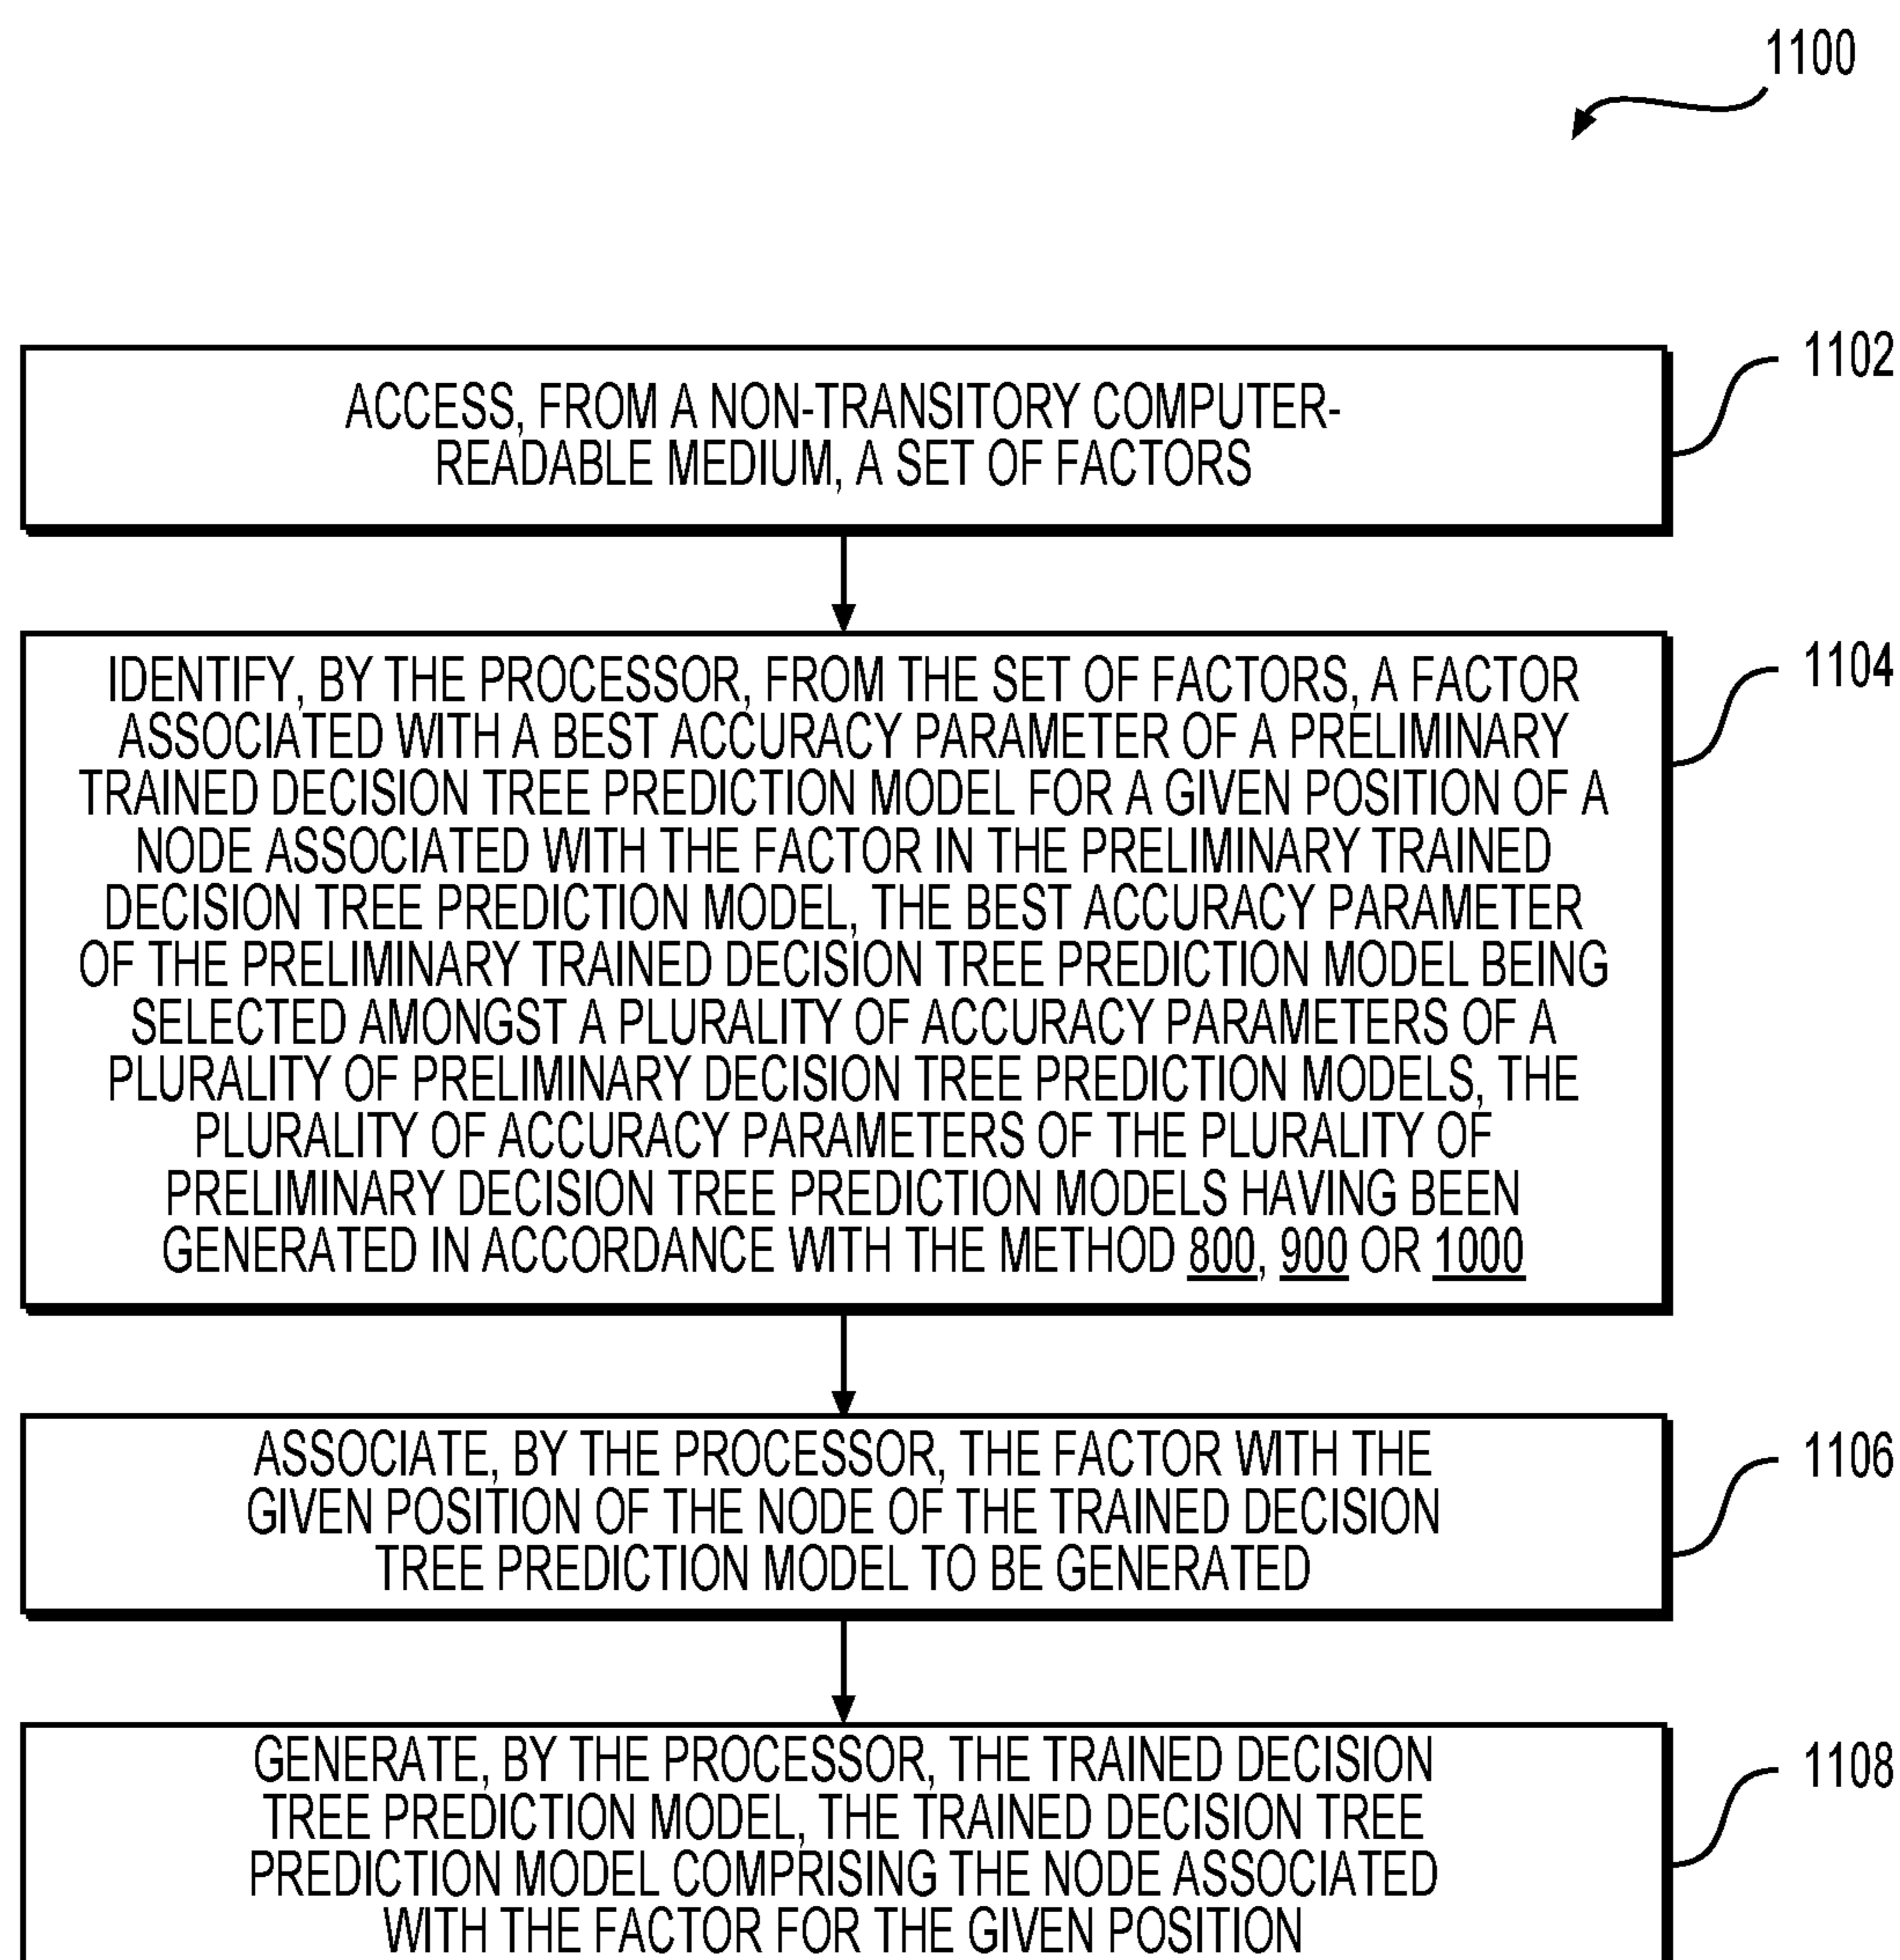 1100
1102
ACCESS, FROM A NON-TRANSITORY COMPUTER-
READABLE MEDIUM, A SET OF FACTORS
1104
IDENTIFY, BY THE PROCESSOR, FROM THE SET OF FACTORS, A FACTOR
ASSOCIATED WITH A BEST ACCURACY PARAMETER OF A PRELIMINARY
TRAINED DECISION TREE PREDICTION MODEL FOR A GIVEN POSITION OF A
NODE ASSOCIATED WITH THE FACTOR IN THE PRELIMINARY TRAINED
DECISION TREE PREDICTION MODEL, THE BEST ACCURACY PARAMETER
OF THE PRELIMINARY TRAINED DECISION TREE PREDICTION MODEL BEING
SELECTED AMONGST A PLURALITY OF ACCURACY PARAMETERS OF A
PLURALITY OF PRELIMINARY DECISION TREE PREDICTION MODELS, THE
PLURALITY OF ACCURACY PARAMETERS OF THE PLURALITY OF
PRELIMINARY DECISION TREE PREDICTION MODELS HAVING BEEN
GENERATED IN ACCORDANCE WITH THE METHOD 800, 900 OR 1000
1106
ASSOCIATE, BY THE PROCESSOR, THE FACTOR WITH THE
GIVEN POSITION OF THE NODE OF THE TRAINED DECISION
TREE PREDICTION MODEL TO BE GENERATED
1108
GENERATE, BY THE PROCESSOR, THE TRAINED DECISION
TREE PREDICTION MODEL, THE TRAINED DECISION TREE
PREDICTION MODEL COMPRISING THE NODE ASSOCIATED
WITH THE FACTOR FOR THE GIVEN POSITION